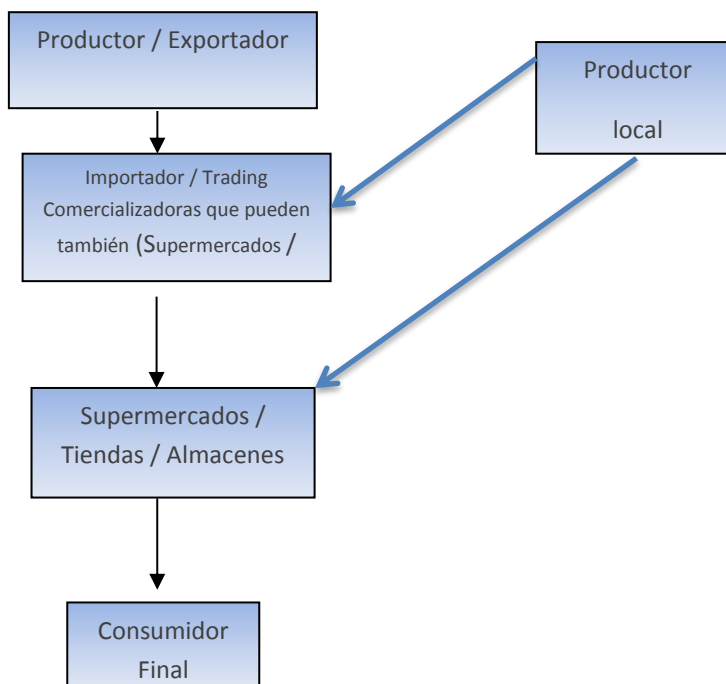 Productor / Exportador
Productor
local
Importador / Trading
Comercializadoras que pueden
también (Supermercados /
Supermercados /
Tiendas / Almacenes
Consumidor
Final